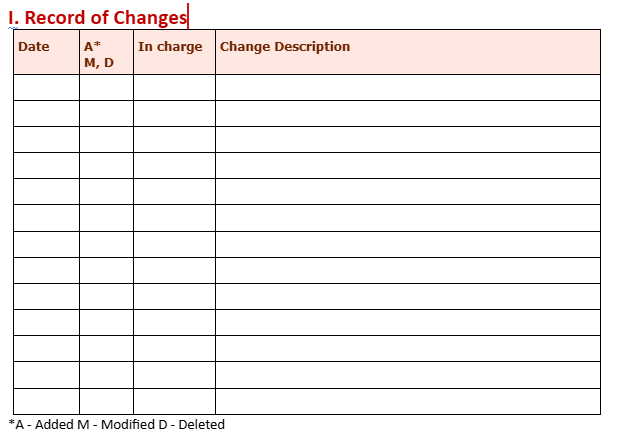 I. Record of Changes
Date A* In charge Change Description
M, D
*A - Added M - Modified D - Deleted